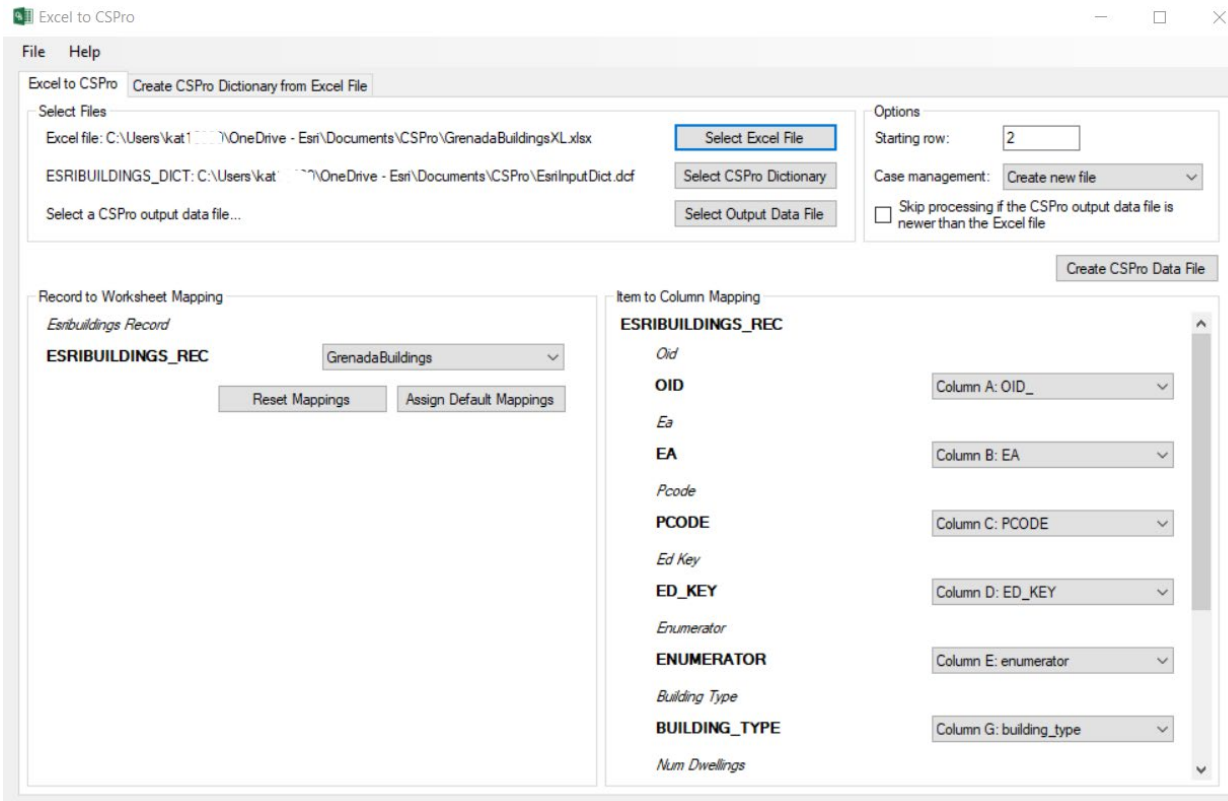 Excel to CSPro
File Help
Excel to CSPro Create CSPro Dictionary from Excel File
Select Files
Excel file: C:\Users\kat1 \OneDrive - Esri\Documents\CSPro\GrenadaBuildingsXL.xlsx Select Excel File
ESRIBUILDINGS_DICT: C:\Users\kat \OneDrive - Esri\Documents\CSPro\EsriInputDict.dcf Select CSPro Dictionary
Select a CSPro output data file... Select Output Data File
Options
Starting row: 2
Case management: Create new file
Skip processing if the CSPro output data file is
newer than the Excel file
Create CSPro Data File
Record to Worksheet Mapping
Esribuildings Record
ESRIBUILDINGS_REC GrenadaBuildings
Reset Mappings Assign Default Mappings
Item to Column Mapping
ESRIBUILDINGS_REC
Oid
OID Column A: OID_
Ea
EA Column B: EA
Pcode
PCODE Column C: PCODE
Ed Key
ED_KEY Column D: ED_KEY
Enumerator
ENUMERATOR Column E: enumerator
Building Type
BUILDING_TYPE Column G: building_type
Num Dwellings